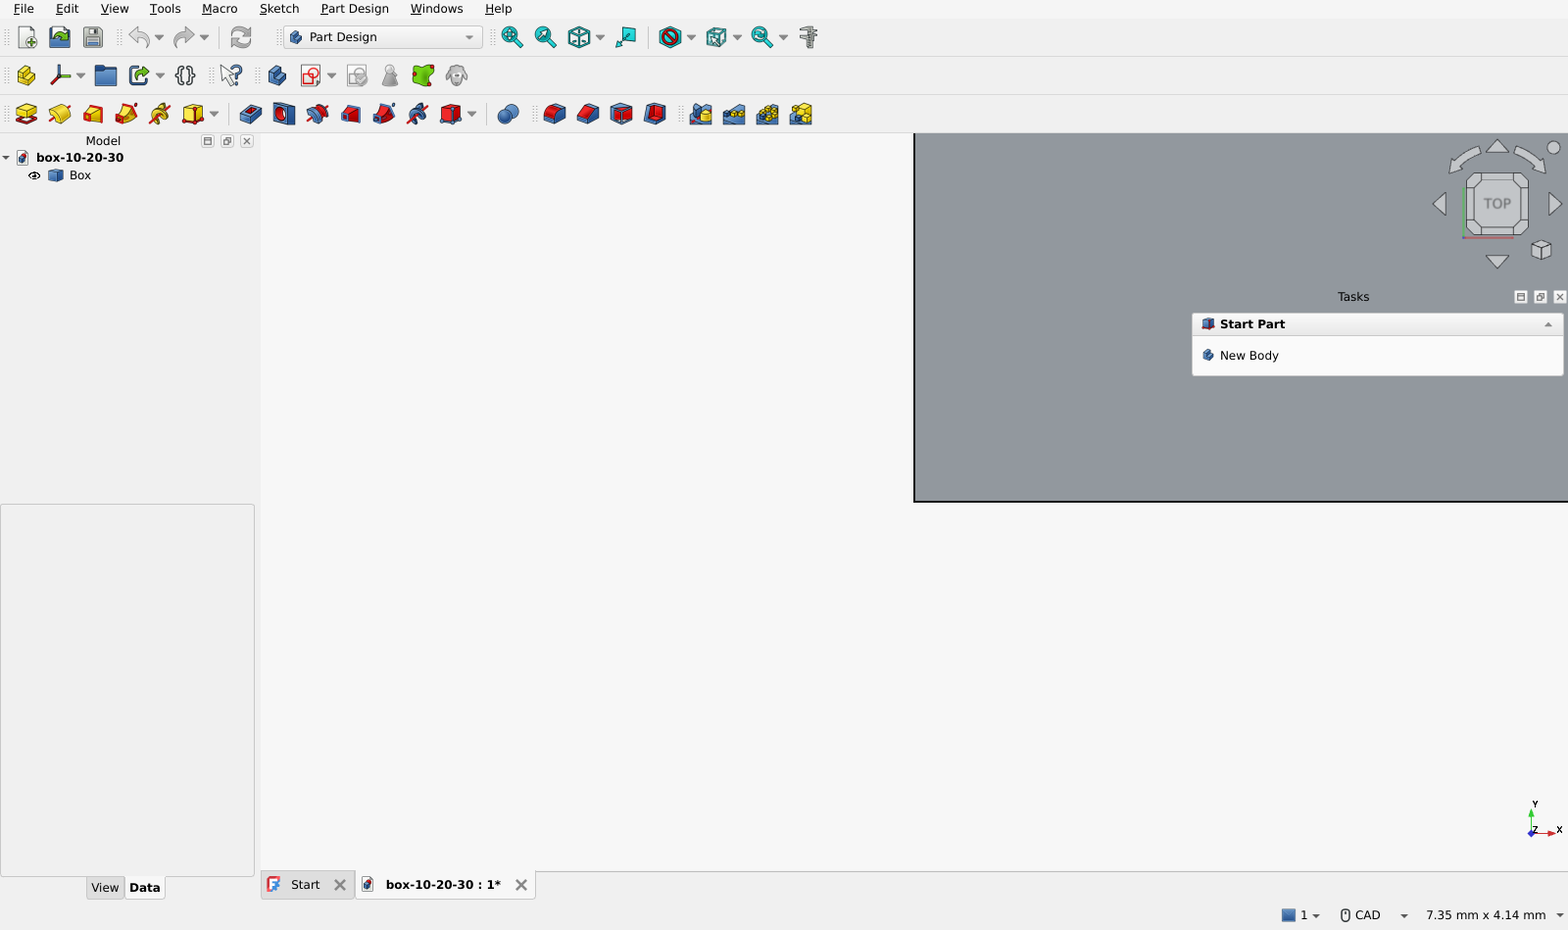 File Edit View Tools Macro Sketch Part Design Windows Help
Part Design
Model
box-10-20-30
Box
TOP
Tasks
Start Part
New Body
Y
Z X
View Data
Start
box-10-20-30 : 1*
1 CAD 7.35 mm x 4.14 mm